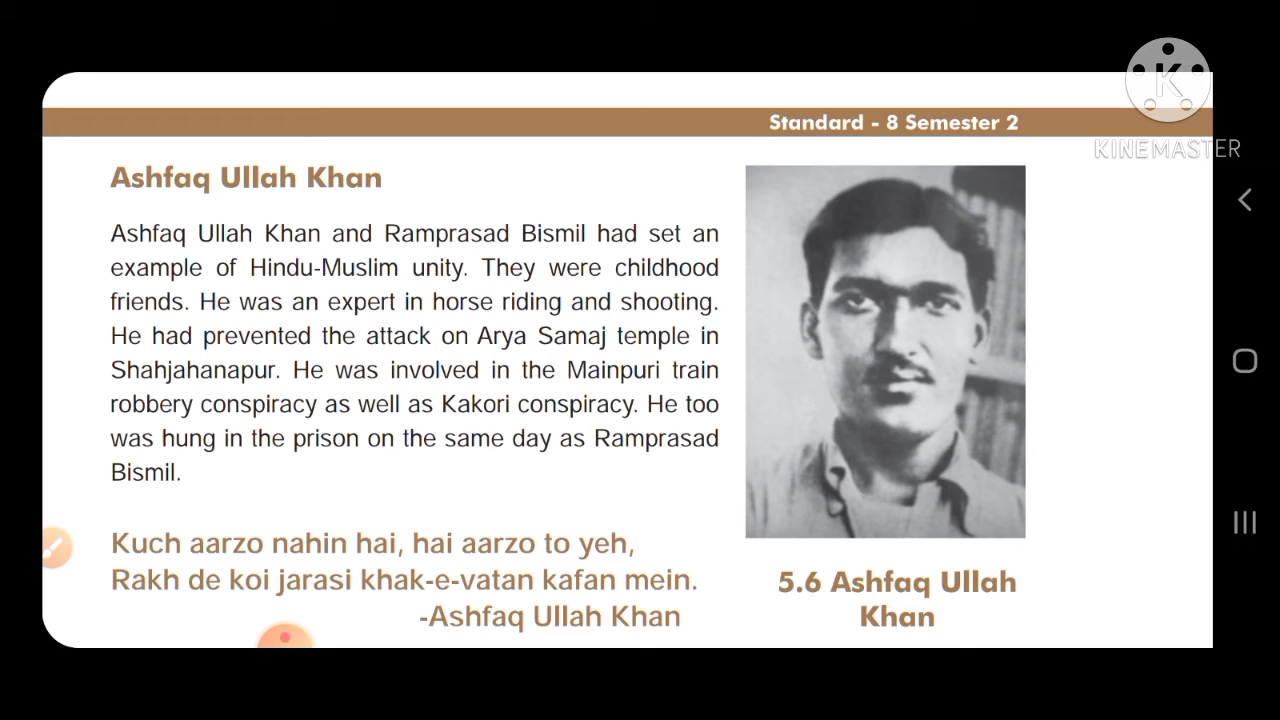 Standard - 8 Semester 2
K
KINEMASTER
Ashfaq Ullah Khan
Ashfaq Ullah Khan and Ramprasad Bismil had set an
example of Hindu-Muslim unity. They were childhood
friends. He was an expert in horse riding and shooting.
He had prevented the attack on Arya Samaj temple in
Shahjahanapur. He was involved in the Mainpuri train
robbery conspiracy as well as Kakori conspiracy. He too
was hung in the prison on the same day as Ramprasad
Bismil.
Kuch aarzo nahin hai, hai aarzo to yeh,
Rakh de koi jarasi khak-e-vatan kafan mein.
-Ashfaq Ullah Khan
5.6 Ashfaq Ullah
Khan